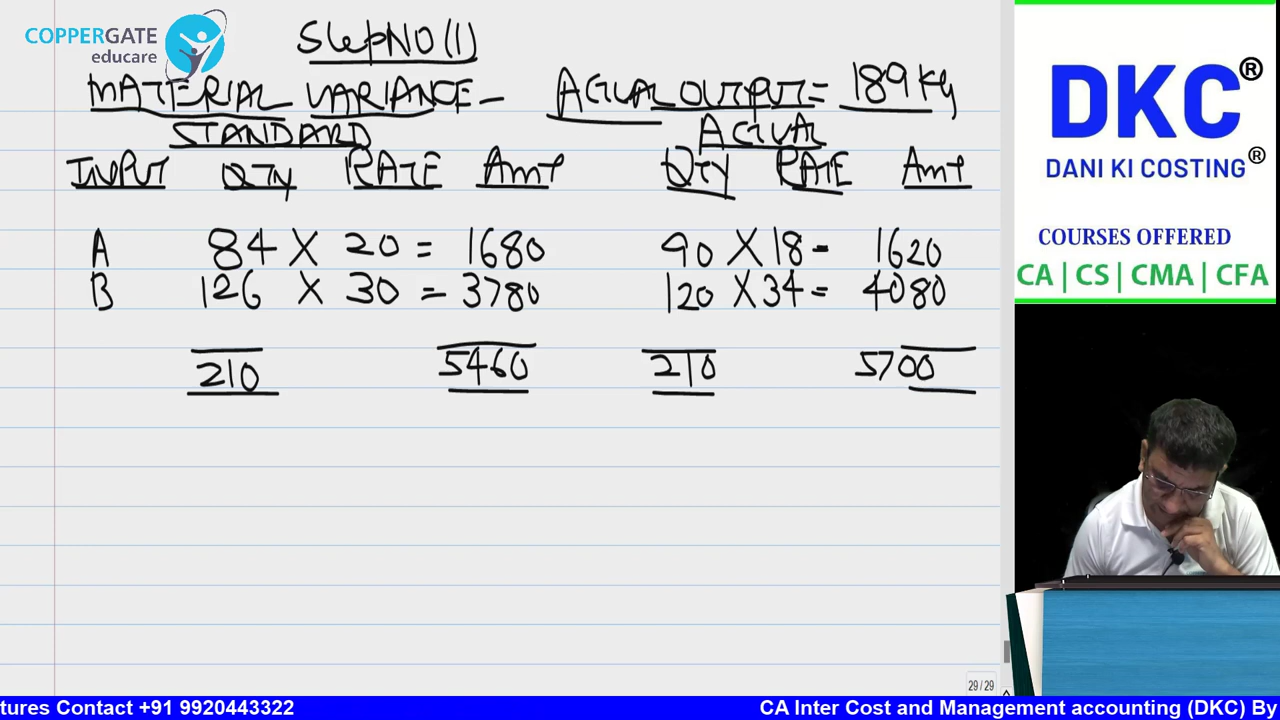 COPPERGATE
educare
Step NO (1)
MATERIAL VARIANCE - ACTUAL OUTPUT = 189 Kg
STANDARD ACTUAL
INPUT QTY RATE Amt QTY RATE Amt
A 84 X 20 = 1680 90 X 18 = 1620
B 126 X 30 = 3780 120 X 34 = 4080
210 5460 210 5700
29 / 29
DKC®
DANI KI COSTING®
COURSES OFFERED
CA | CS | CMA | CFA
tures Contact +91 9920443322 CA Inter Cost and Management accounting (DKC) By